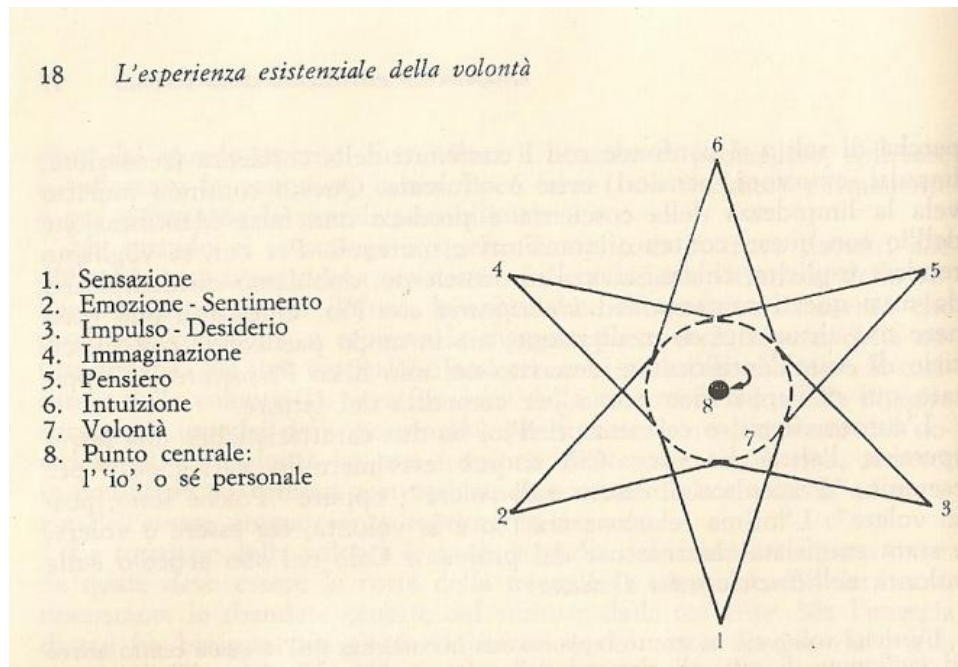 18 L'esperienza esistenziale della volontà
6
4
5
1. Sensazione
2. Emozione - Sentimento
3. Impulso - Desiderio
4. Immaginazione
5. Pensiero
6. Intuizione
7. Volontà
8. Punto centrale:
l' 'io', o sé personale
8
7
2
3
1